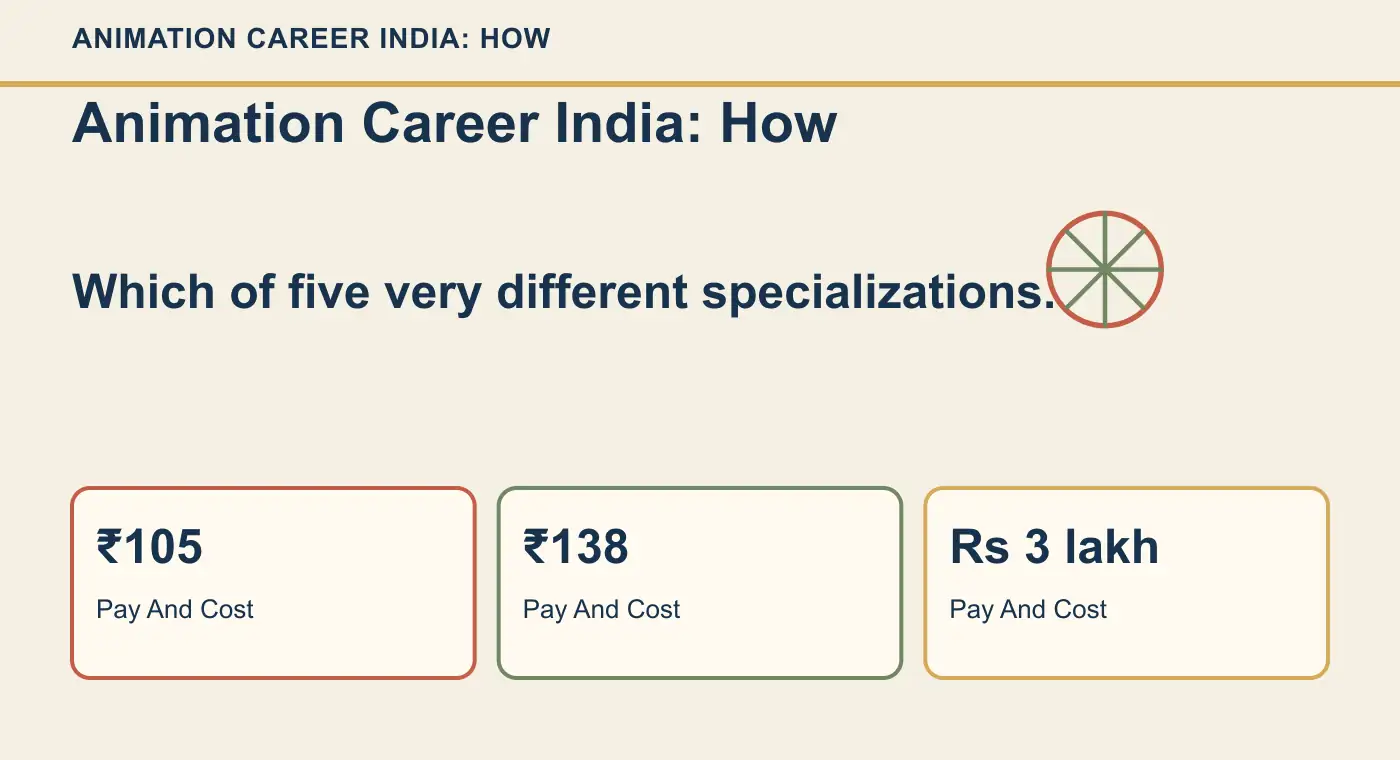 ANIMATION CAREER INDIA: HOW
Animation Career India: How
Which of five very different specializations.
₹105
Pay And Cost
₹138
Pay And Cost
Rs 3 lakh
Pay And Cost